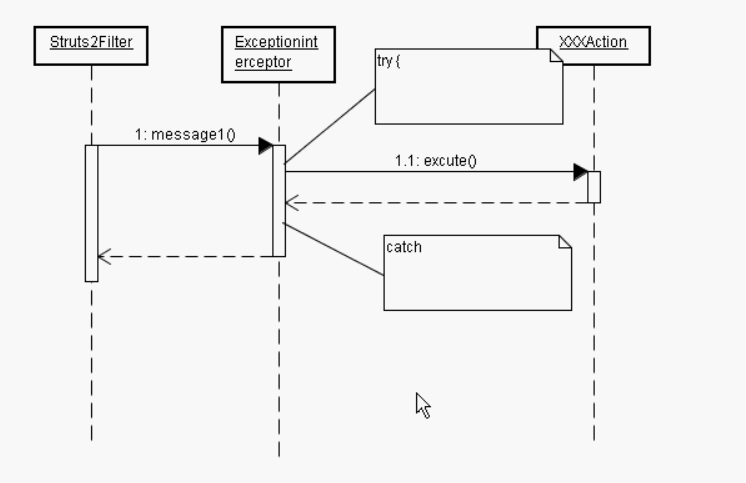 Struts2Filter
Exceptionint
erceptor
XXXAction
try {
1: message1()
1.1: excute()
catch